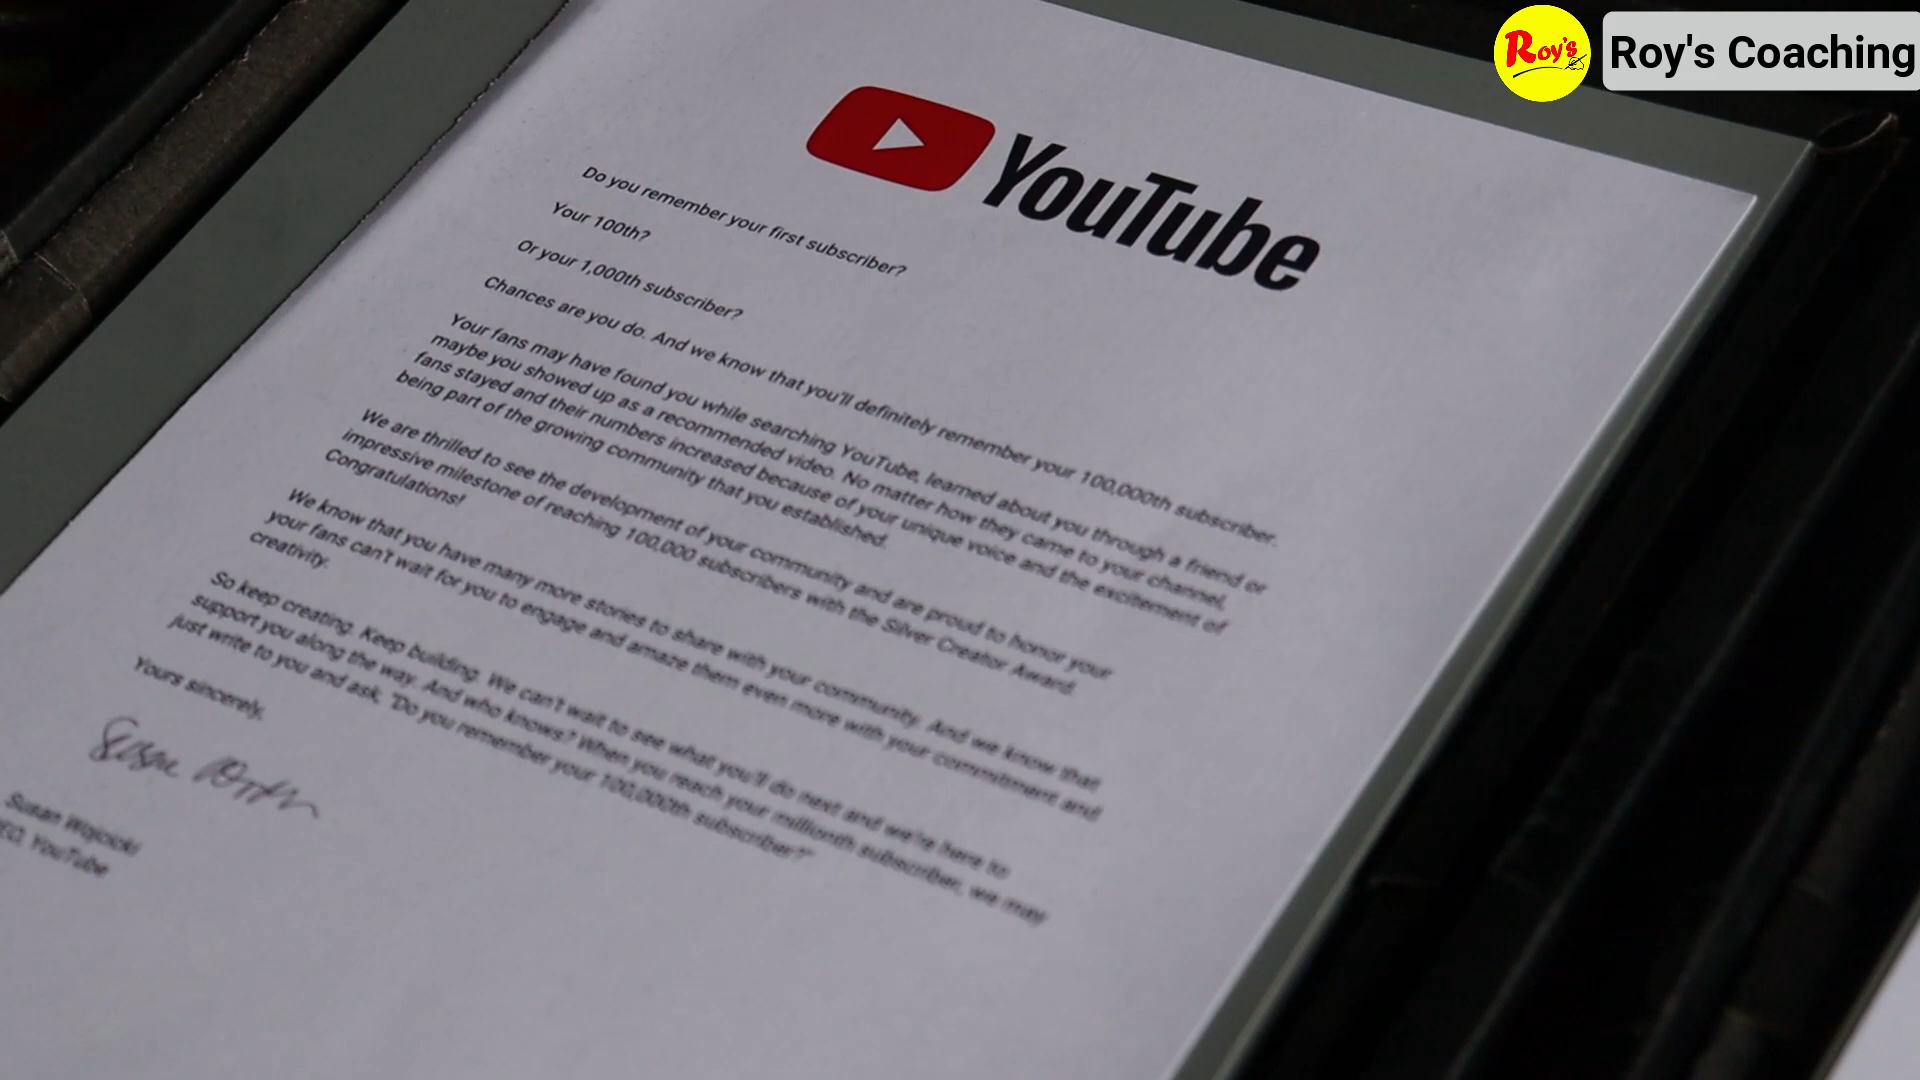 Roy's
Roy's Coaching
YouTube
Do you remember your first subscriber?
Your 100th?
Or your 1,000th subscriber?
Chances are you do. And we know that you'll definitely remember your 100,000th subscriber.
Your fans may have found you while searching YouTube, learned about you through a friend or
maybe you showed up as a recommended video. No matter how they came to your channel,
fans stayed and their numbers increased because of your unique voice and the excitement of
being part of the growing community that you established.
We are thrilled to see the development of your community and are proud to honor your
impressive milestone of reaching 100,000 subscribers with the Silver Creator Award.
Congratulations!
We know that you have many more stories to share with your community. And we know that
your fans can't wait for you to engage and amaze them even more with your commitment and
creativity.
So keep creating. Keep building. We can't wait to see what you'll do next and we're here to
support you along the way. And who knows? When you reach your millionth subscriber, we may
just write to you and ask, "Do you remember your 100,000th subscriber?"
Yours sincerely,
Susan Wojcicki
EO, YouTube